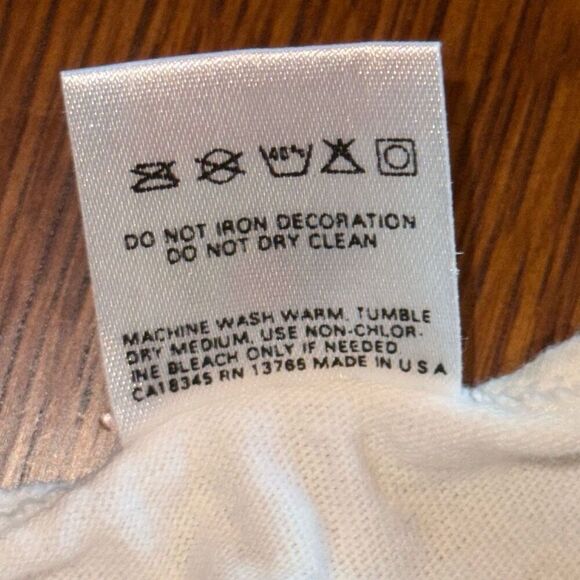 40°
DO NOT IRON DECORATION
DO NOT DRY CLEAN
MACHINE WASH WARM. TUMBLE
DRY MEDIUM. USE NON-CHLOR-
INE BLEACH ONLY IF NEEDED
CA18345 RN 13765 MADE IN U S A